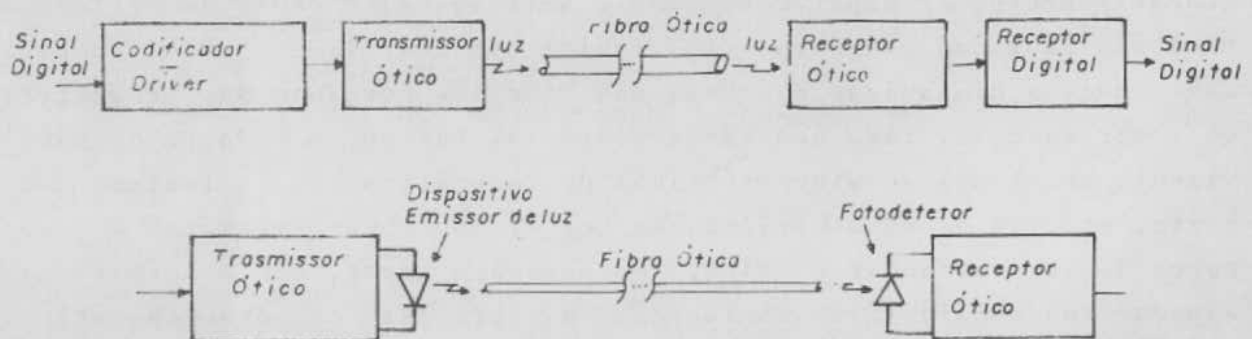 Sinal
Digital
Codificador
Driver
Transmissor
Ótico
luz
Fibra Ótica
luz
Receptor
Ótico
Receptor
Digital
Sinal
Digital
Dispositivo
Emissor de luz
Trasmissor
Ótico
Fibra Ótica
Fotodetetor
Receptor
Ótico